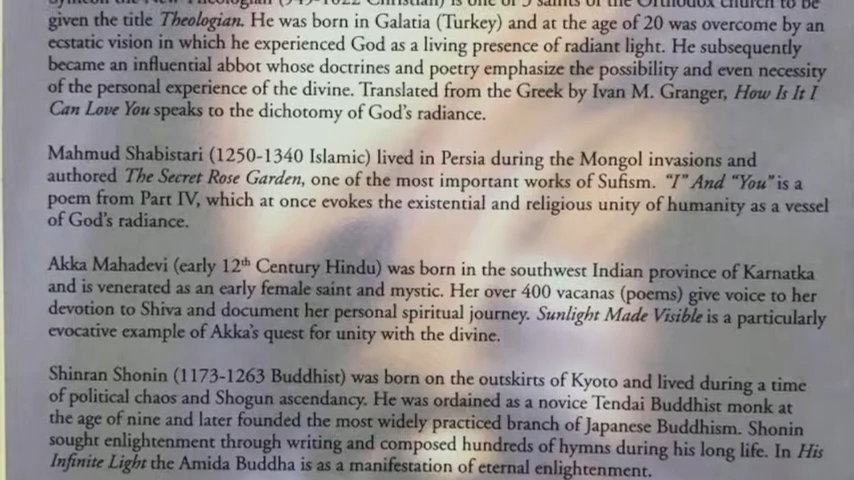 given the title Theologian. He was born in Galatia (Turkey) and at the age of 20 was overcome by an
ecstatic vision in which he experienced God as a living presence of radiant light. He subsequently
became an influential abbot whose doctrines and poetry emphasize the possibility and even necessity
of the personal experience of the divine. Translated from the Greek by Ivan M. Granger, How Is It I
Can Love You speaks to the dichotomy of God's radiance.
Mahmud Shabistari (1250-1340 Islamic) lived in Persia during the Mongol invasions and
authored The Secret Rose Garden, one of the most important works of Sufism. "I" And "You" is a
poem from Part IV, which at once evokes the existential and religious unity of humanity as a vessel
of God's radiance.
Akka Mahadevi (early 12th Century Hindu) was born in the southwest Indian province of Karnatka
and is venerated as an early female saint and mystic. Her over 400 vacanas (poems) give voice to her
devotion to Shiva and document her personal spiritual journey. Sunlight Made Visible is a particularly
evocative example of Akka's quest for unity with the divine.
Shinran Shonin (1173-1263 Buddhist) was born on the outskirts of Kyoto and lived during a time
of political chaos and Shogun ascendancy. He was ordained as a novice Tendai Buddhist monk at
the age of nine and later founded the most widely practiced branch of Japanese Buddhism. Shonin
sought enlightenment through writing and composed hundreds of hymns during his long life. In His
Infinite Light the Amida Buddha is as a manifestation of eternal enlightenment.